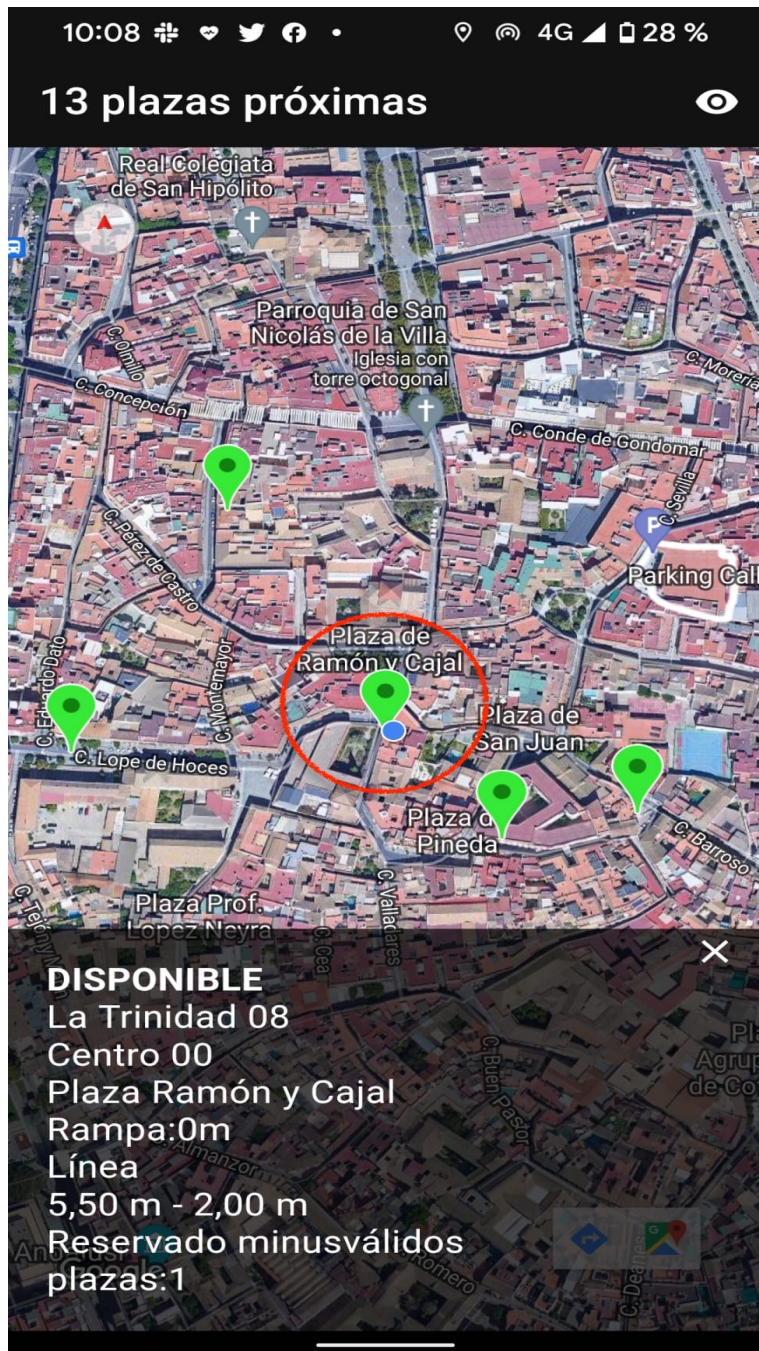 10:08
4G 28 %
13 plazas próximas
Real Colegiata
de San Hipólito
Parroquia de San
Nicolás de la Villa
Iglesia con
torre octogonal
C. Olmillo
C. Concepción
C. Morería
C. Conde de Gondomar
C. Sevilla
P
Parking Call
C. Pérez de Castro
Plaza de
Ramón y Cajal
C. Eduardo Dato
C. Montemayor
Plaza de
San Juan
C. Lope de Hoces
Plaza d
Pineda
C. Barroso
Plaza Prof.
Lopez Neyra
C. Valladares
C. Cea
DISPONIBLE
La Trinidad 08
Centro 00
Plaza Ramón y Cajal
Rampa:0m
Línea
5,50 m - 2,00 m
Reservado minusválidos
plazas:1
C. Buen Pastor
Almanzor
Romero
C. Deanes
Google